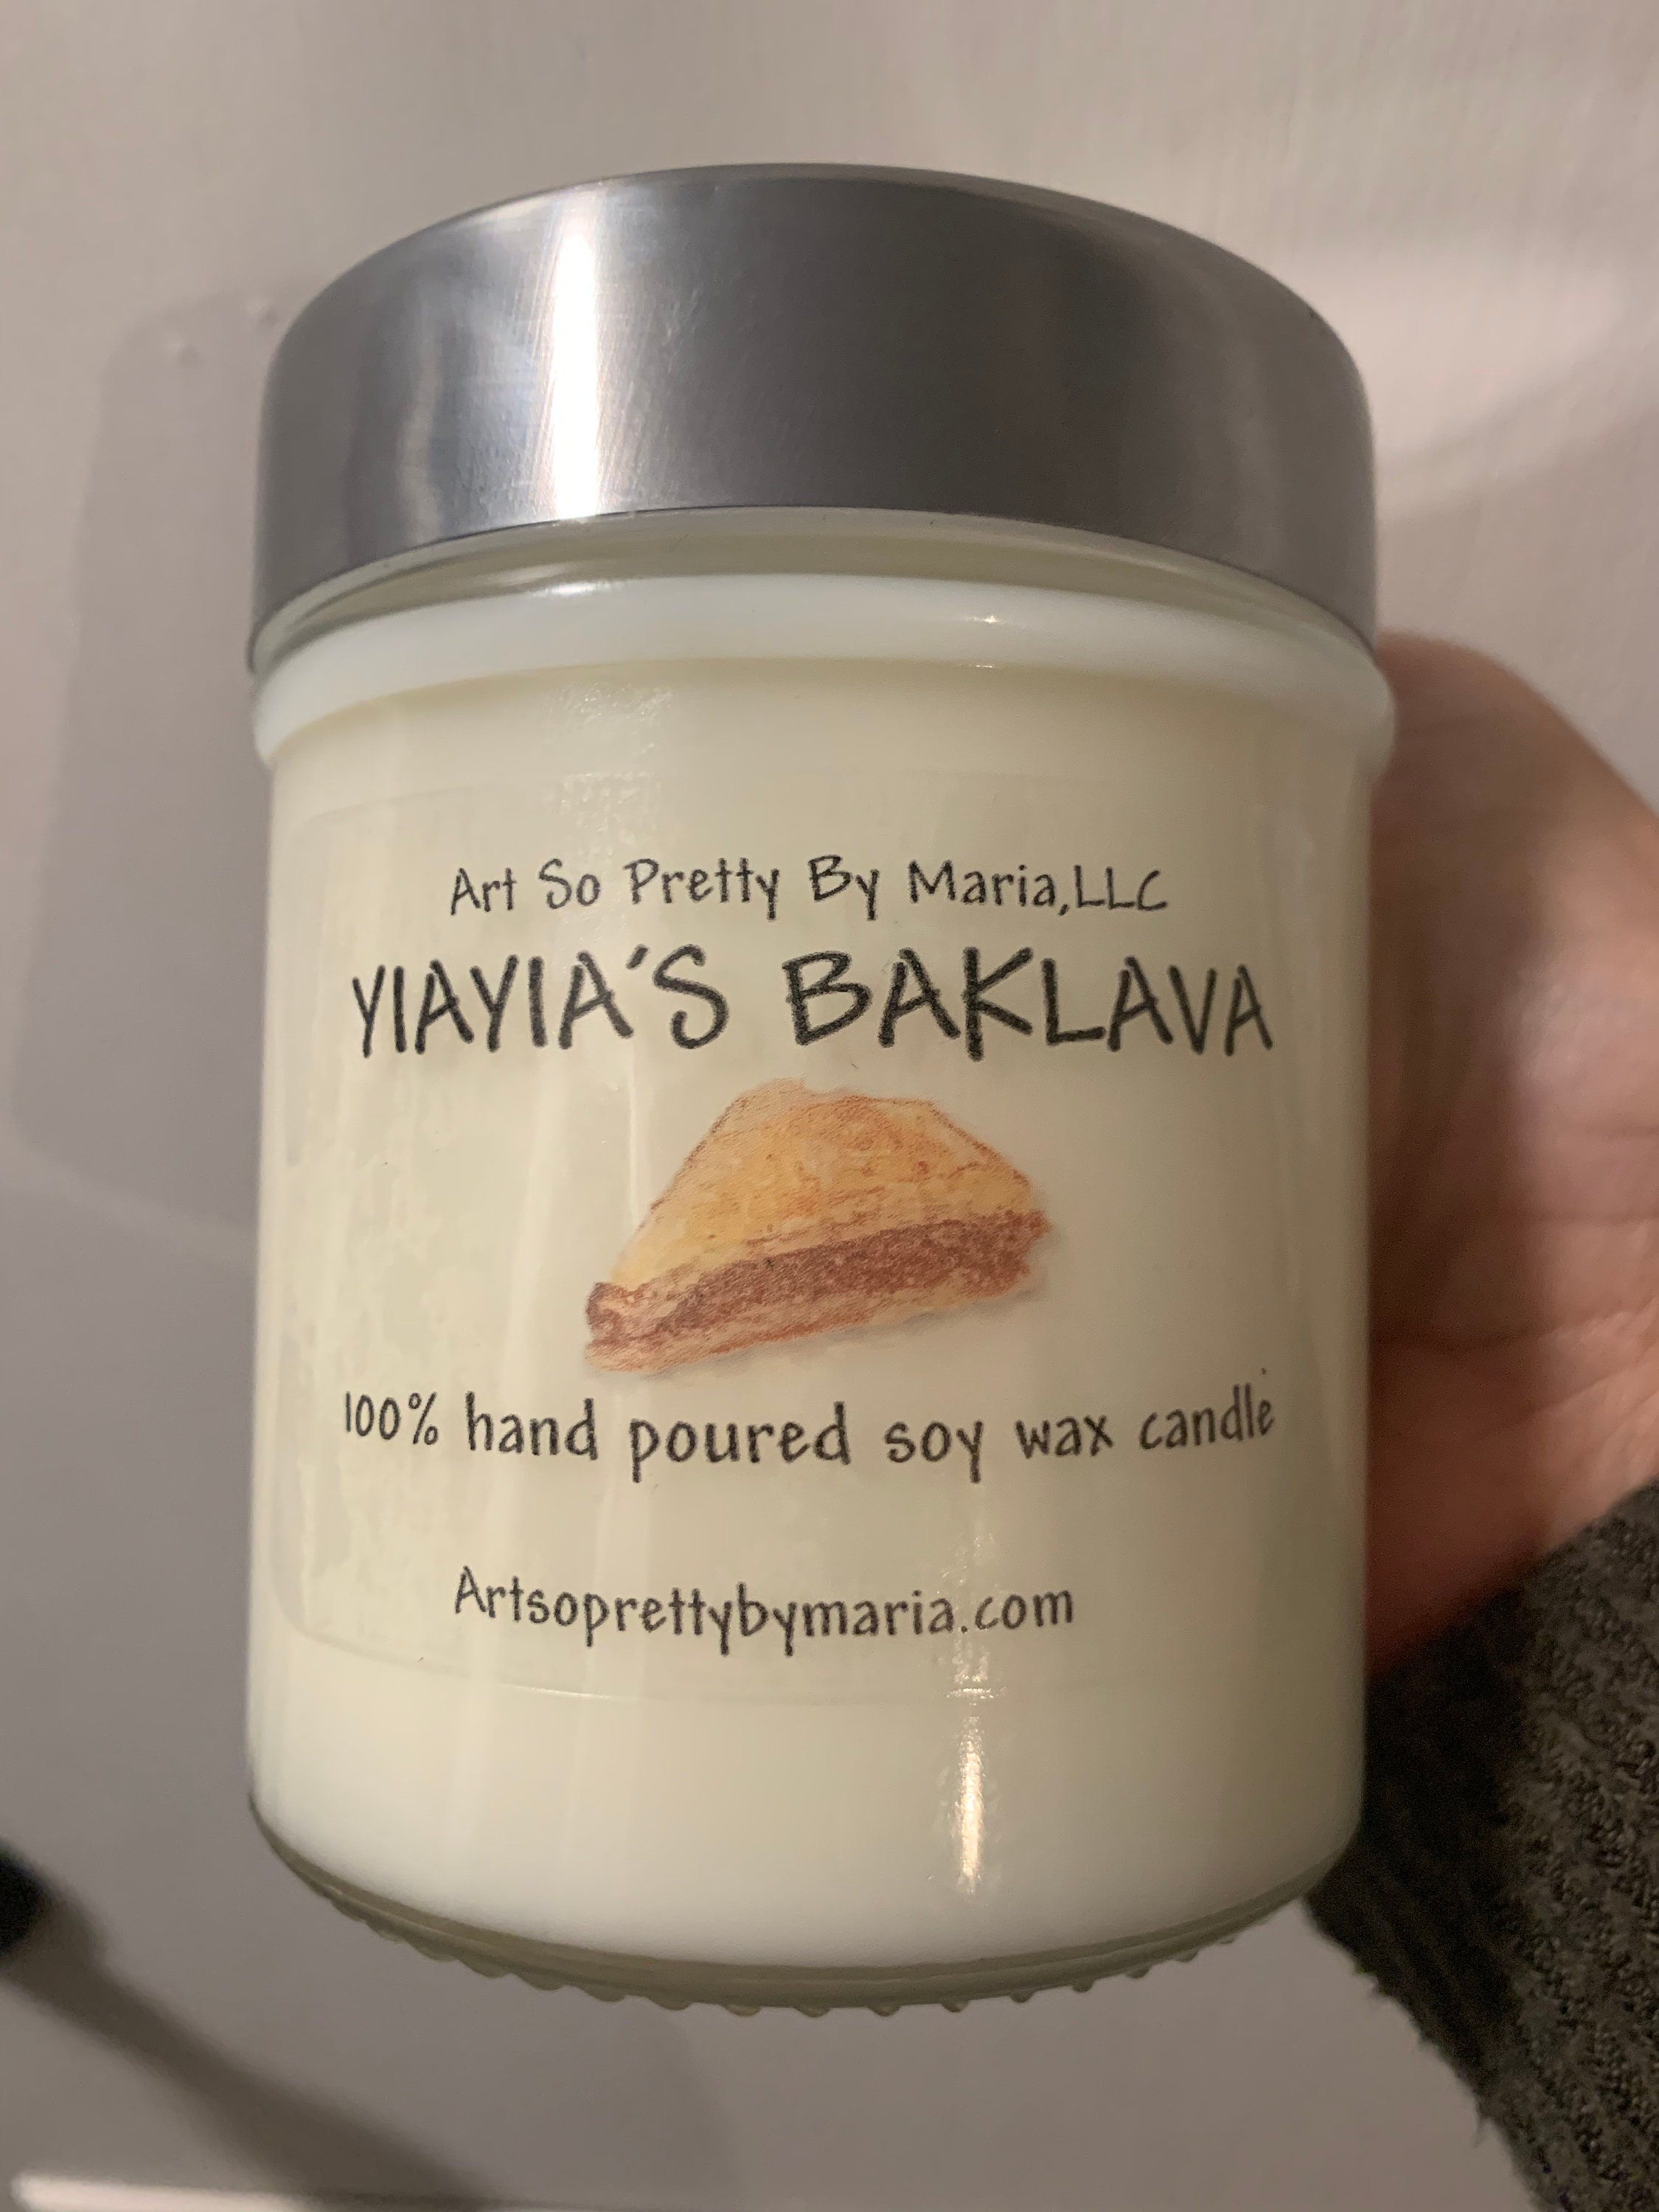 Art So Pretty By Maria,LLC
YIAYIA'S BAKLAVA
100% hand poured soy wax candle
Artsoprettybymaria.com